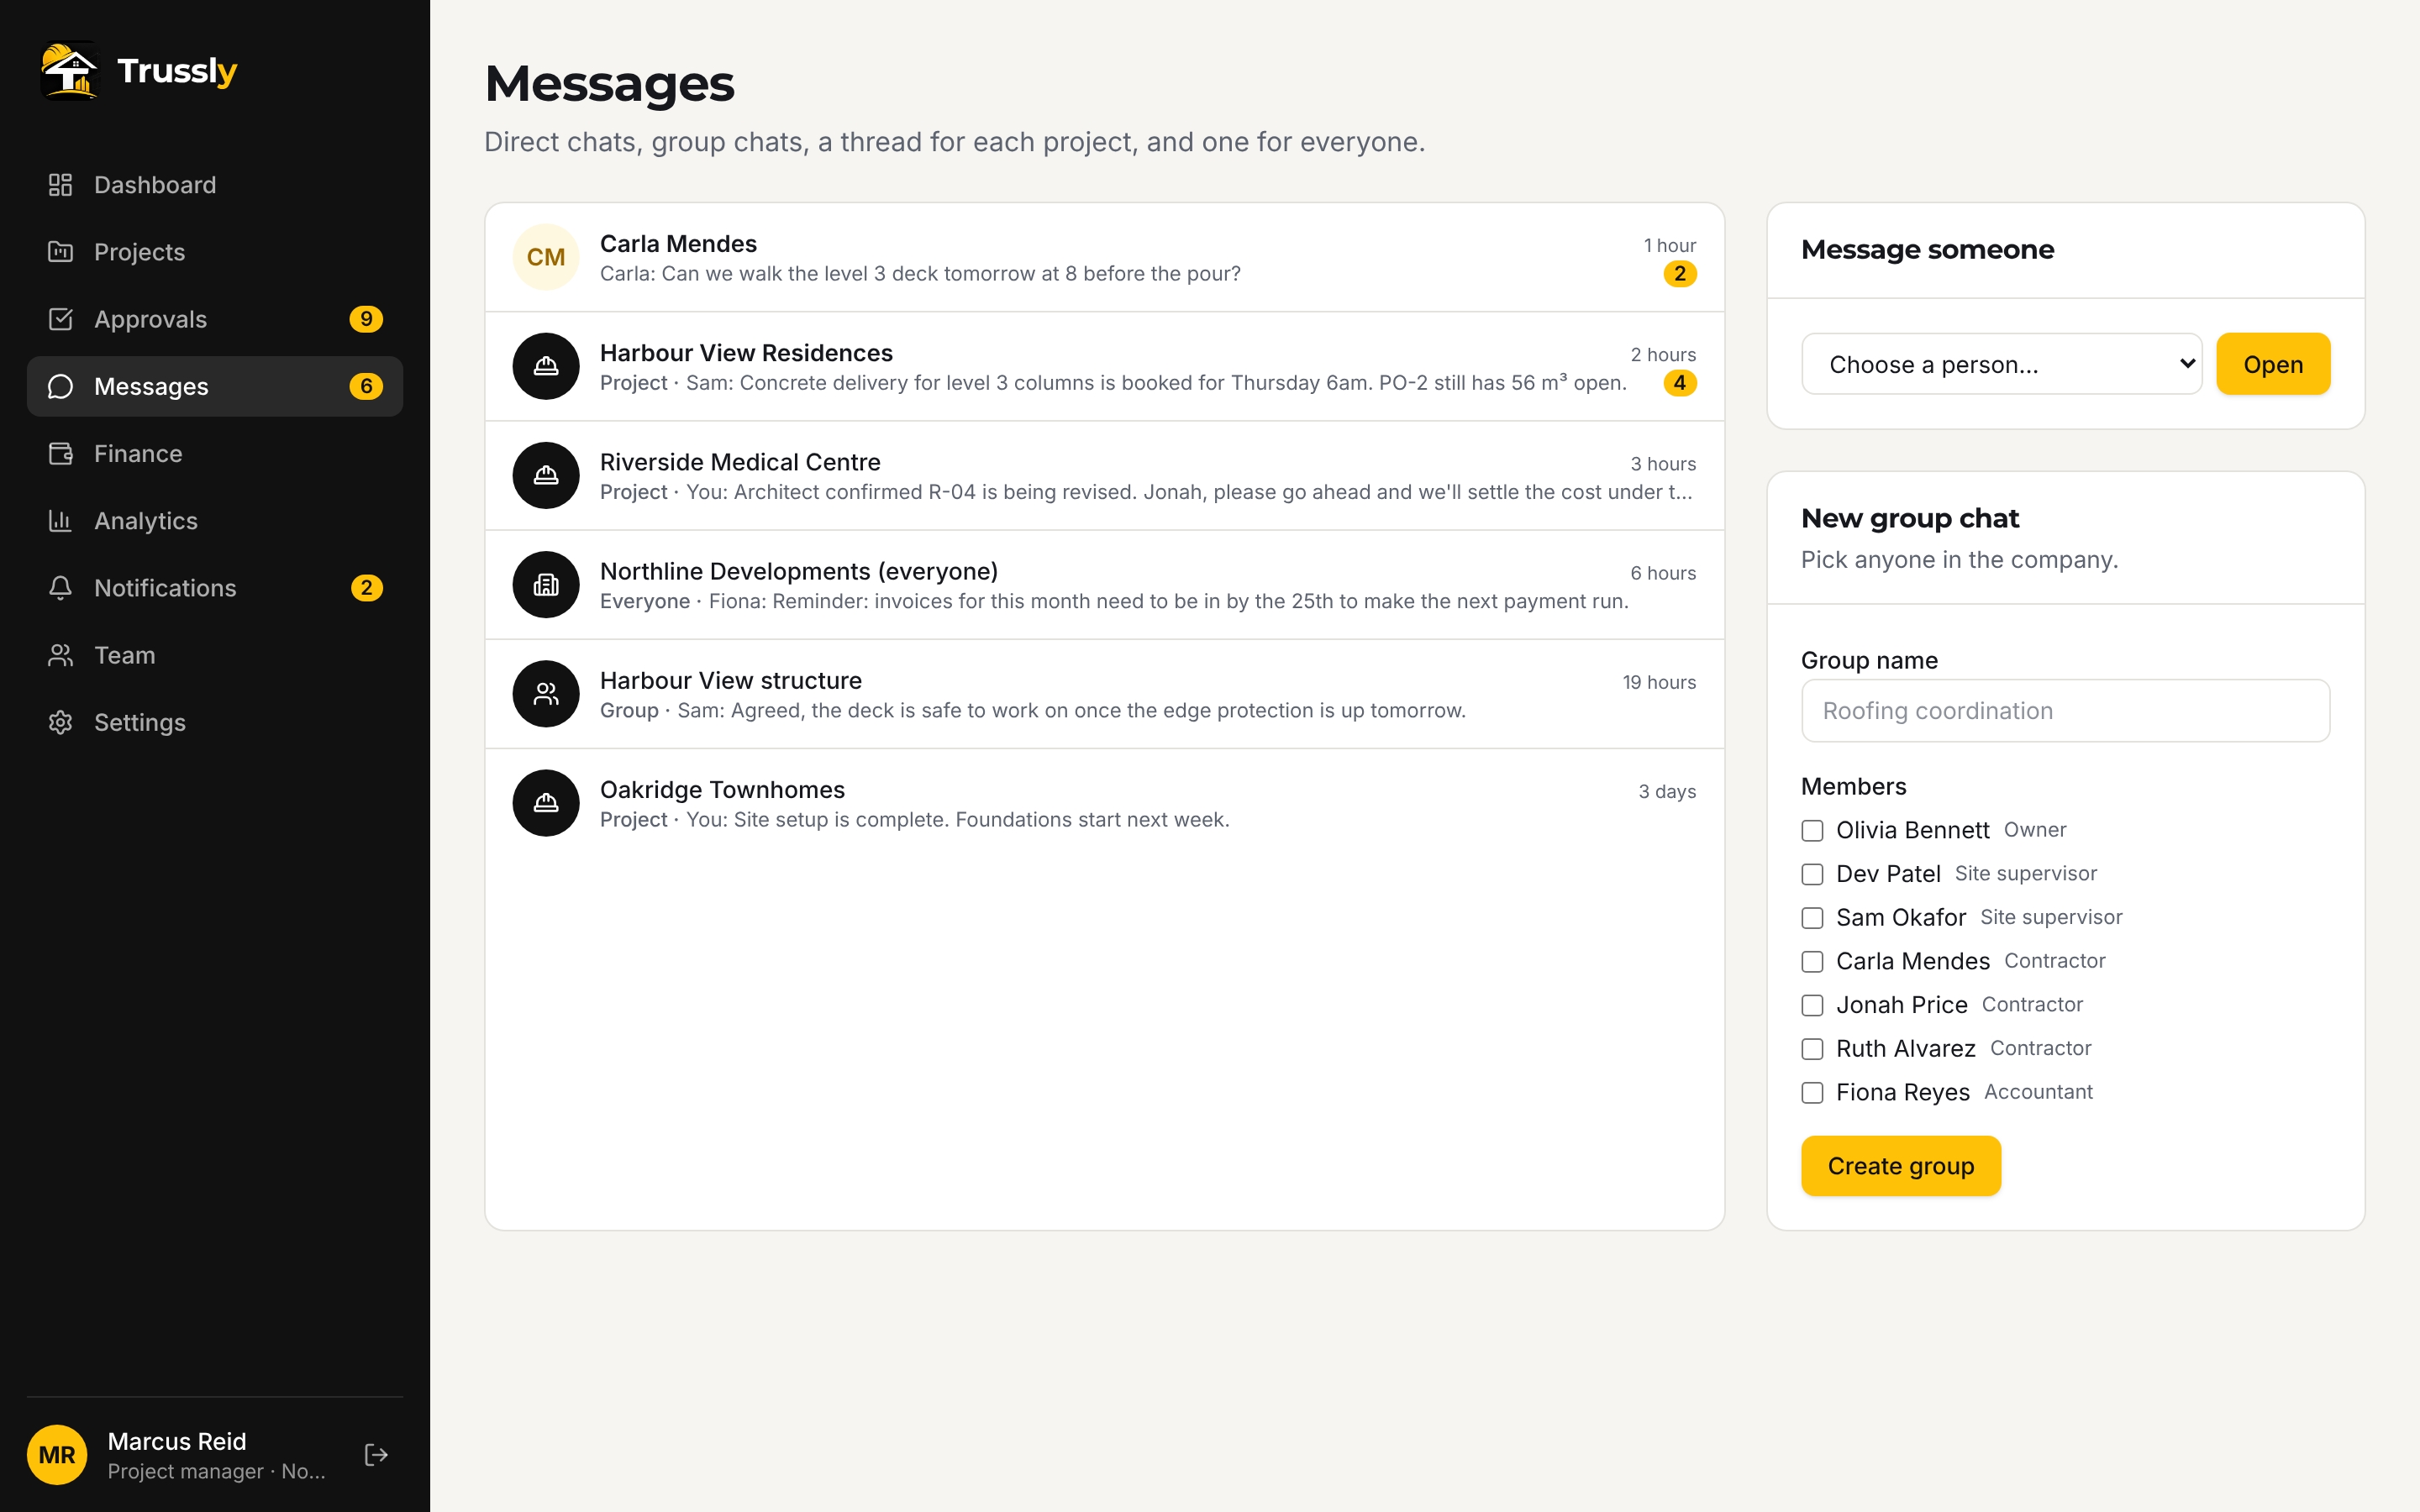 Trussly
Dashboard
Projects
Approvals 9
Messages 6
Finance
Analytics
Notifications 2
Team
Settings
Marcus Reid
MR
Project manager · No...
Messages
Direct chats, group chats, a thread for each project, and one for everyone.
CM
Carla Mendes 1 hour
Carla: Can we walk the level 3 deck tomorrow at 8 before the pour? 2
Harbour View Residences 2 hours
Project · Sam: Concrete delivery for level 3 columns is booked for Thursday 6am. PO-2 still has 56 m³ open. 4
Riverside Medical Centre 3 hours
Project · You: Architect confirmed R-04 is being revised. Jonah, please go ahead and we'll settle the cost under t...
Northline Developments (everyone) 6 hours
Everyone · Fiona: Reminder: invoices for this month need to be in by the 25th to make the next payment run.
Harbour View structure 19 hours
Group · Sam: Agreed, the deck is safe to work on once the edge protection is up tomorrow.
Oakridge Townhomes 3 days
Project · You: Site setup is complete. Foundations start next week.
Message someone
Choose a person... Open
New group chat
Pick anyone in the company.
Group name
Roofing coordination
Members
Olivia Bennett Owner
Dev Patel Site supervisor
Sam Okafor Site supervisor
Carla Mendes Contractor
Jonah Price Contractor
Ruth Alvarez Contractor
Fiona Reyes Accountant
Create group